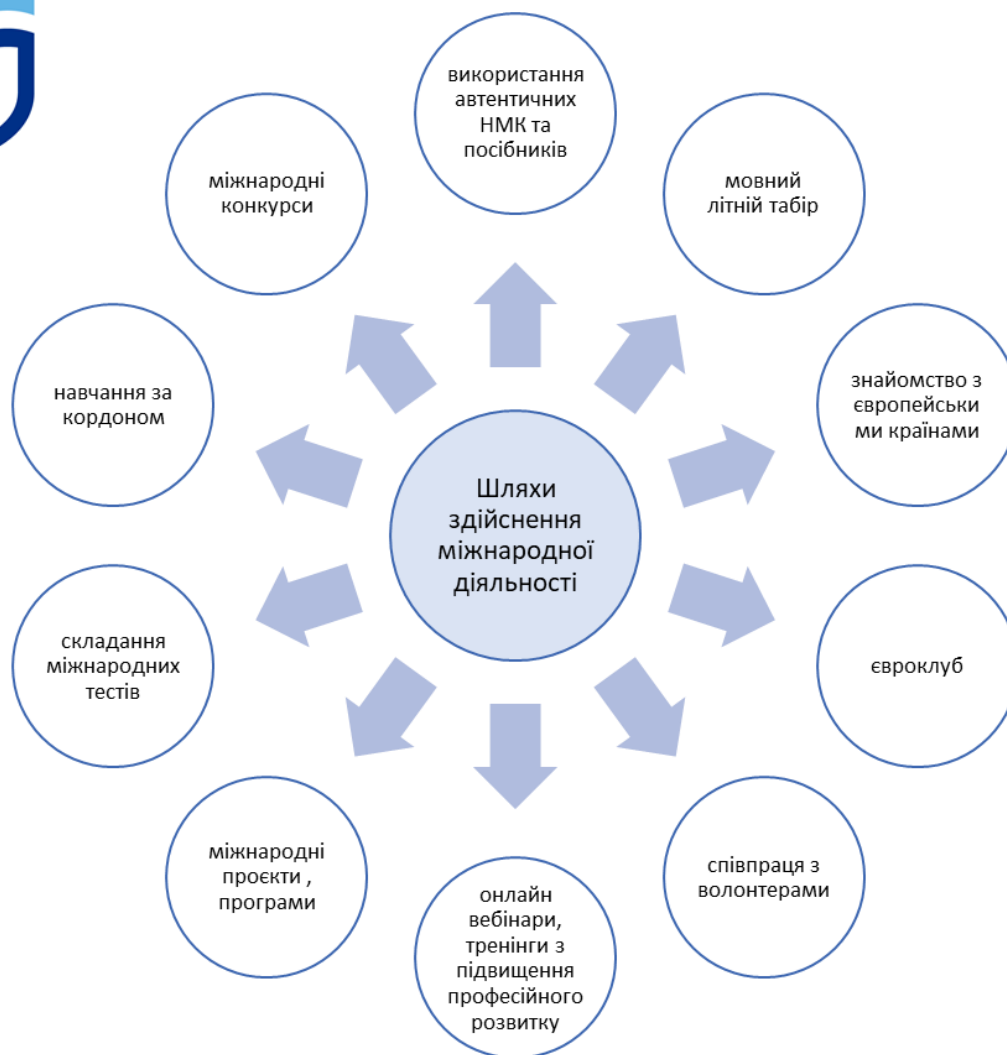 використання
автентичних
НМК та
посібників
мовний
літній табір
знайомство з
європейськи
ми країнами
євроклуб
співпраця з
волонтерами
онлайн
вебінари,
тренінги з
підвищення
професійного
розвитку
міжнародні
проєкти ,
програми
складання
міжнародних
тестів
навчання за
кордоном
міжнародні
конкурси
Шляхи
здійснення
міжнародної
діяльності